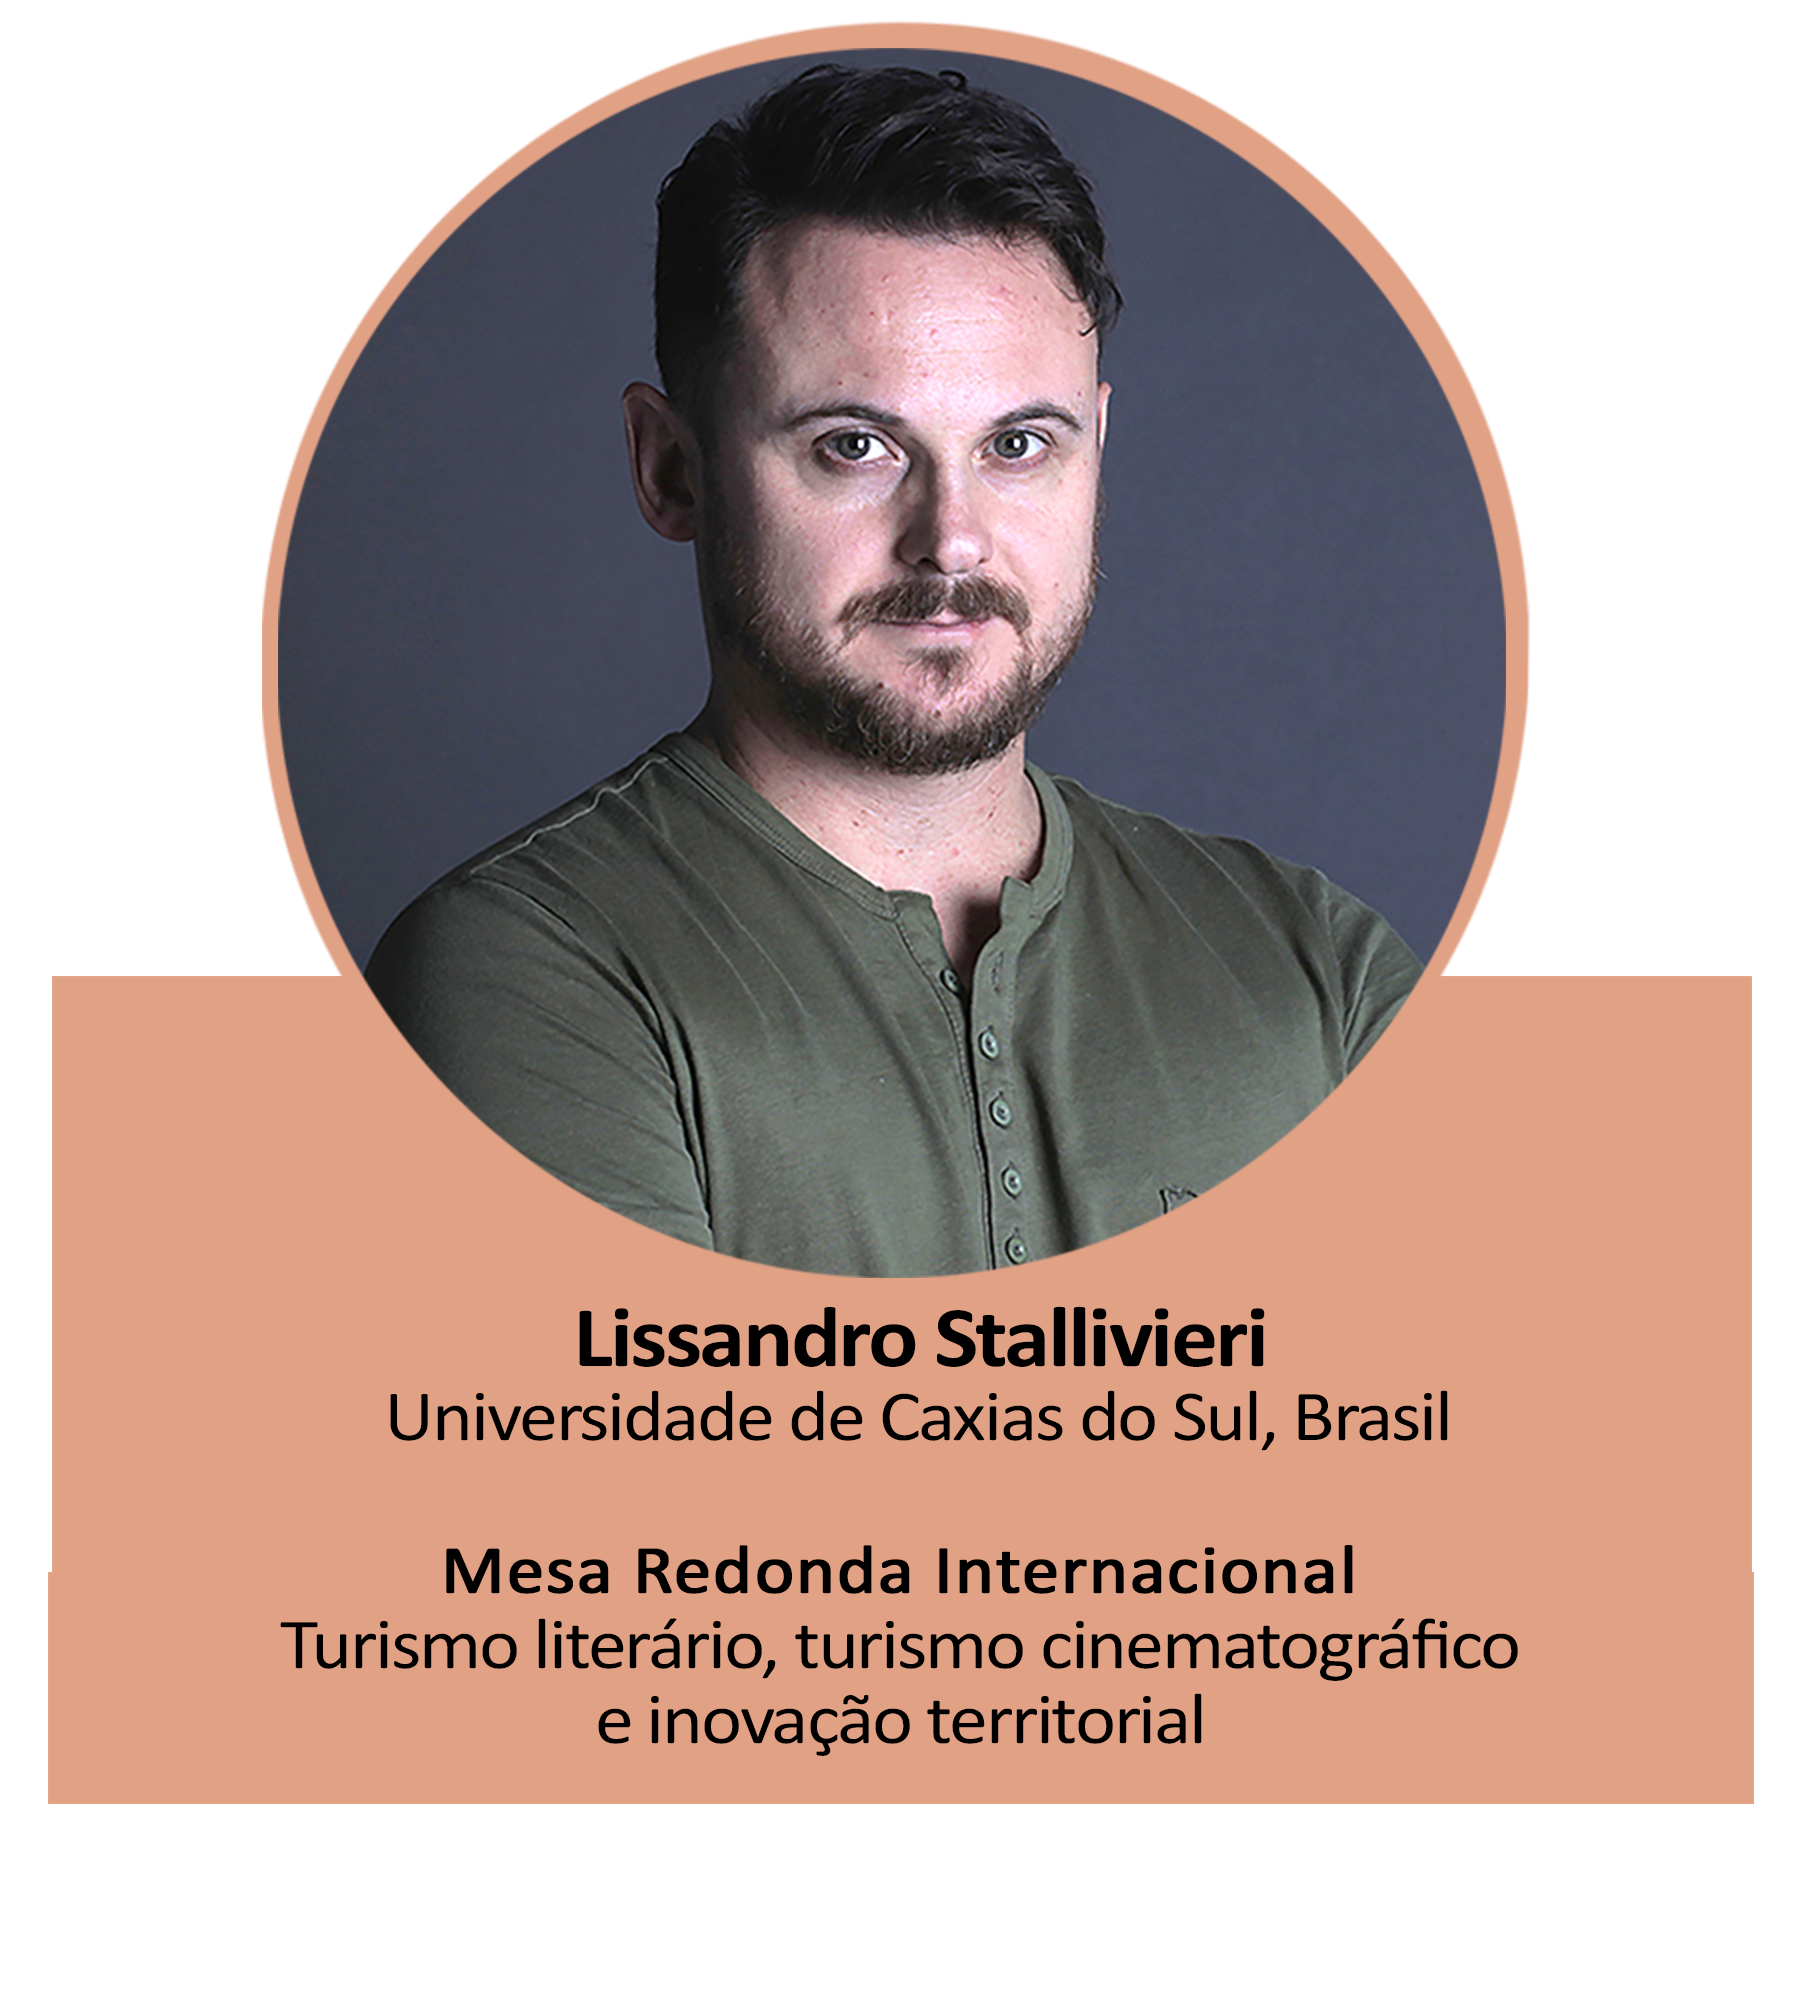 Lissandro Stallivieri
Universidade de Caxias do Sul, Brasil
Mesa Redonda Internacional
Turismo literário, turismo cinematográfico
e inovação territorial